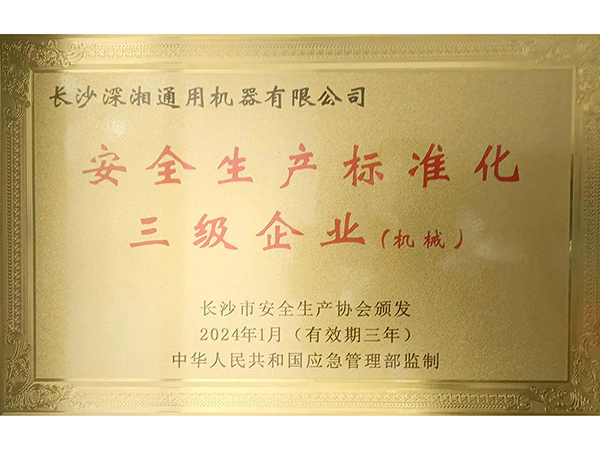 长沙深湘通用机器有限公司
安全生产标准化
三级企业(机械)
长沙市安全生产协会颁发
2024年1月(有效期三年)
中华人民共和国应急管理部监制